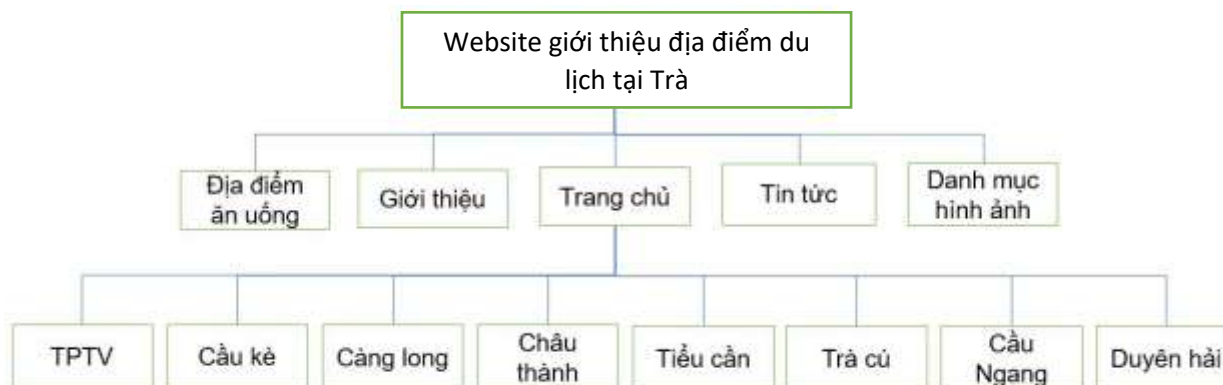 Website giới thiệu địa điểm du
lịch tại Trà
Địa điểm
ăn uống
Giới thiệu
Trang chủ
Tin tức
Danh mục
hình ảnh
TPTV
Cầu kè
Càng long
Châu
thành
Tiểu cần
Trà cú
Cầu
Ngang
Duyên hải